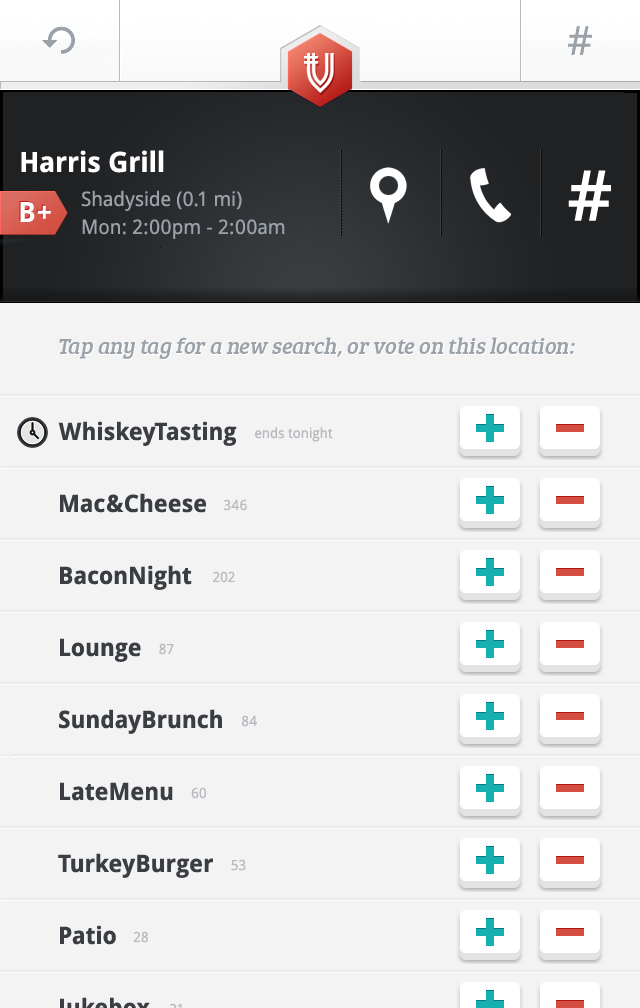 #
Harris Grill
B+
Shadyside (0.1 mi)
Mon: 2:00pm - 2:00am
#
Tap any tag for a new search, or vote on this location:
WhiskeyTasting ends tonight
Mac&Cheese 346
BaconNight 202
Lounge 87
SundayBrunch 84
LateMenu 60
TurkeyBurger 53
Patio 28
Jukebox